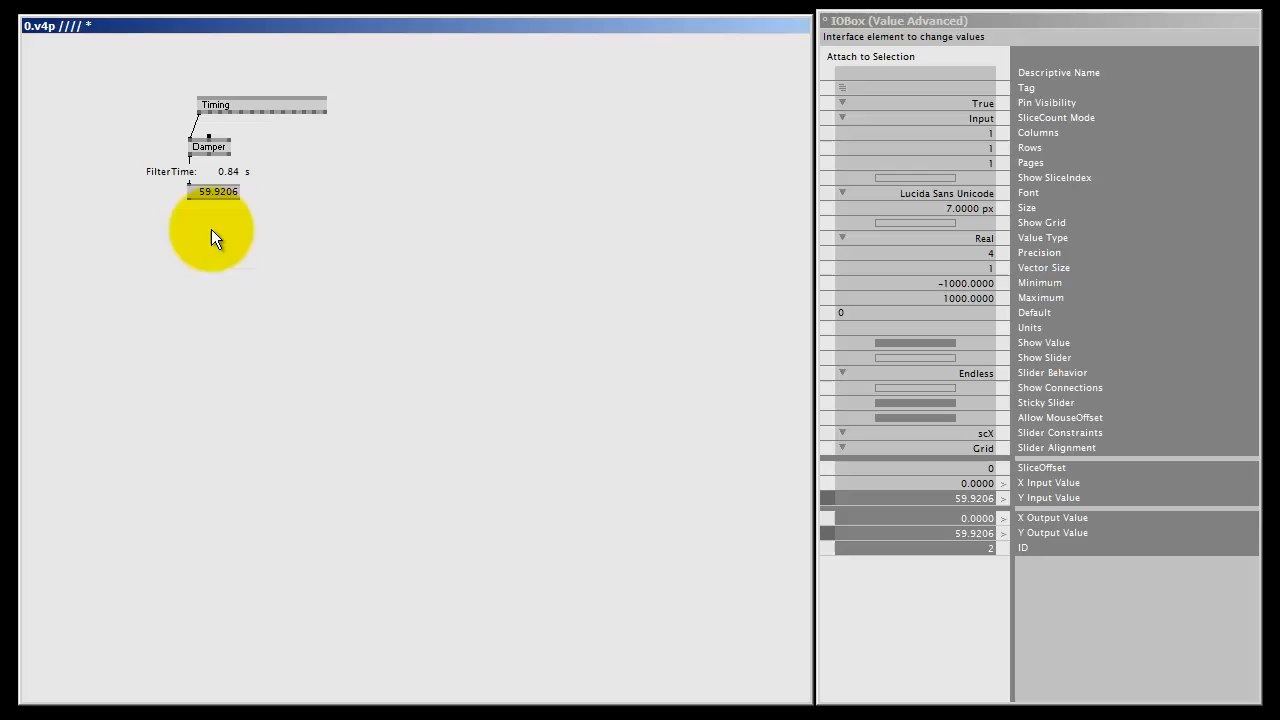 0.v4p //// *
Timing
Damper
FilterTime: 0.84 s
59.9206
IOBox (Value Advanced)
Interface element to change values
Attach to Selection
Descriptive Name
Tag
True Pin Visibility
Input SliceCount Mode
1 Columns
1 Rows
1 Pages
Show SliceIndex
Lucida Sans Unicode Font
7.0000 px Size
Show Grid
Real Value Type
4 Precision
1 Vector Size
-1000.0000 Minimum
1000.0000 Maximum
0 Default
Units
Show Value
Show Slider
Endless Slider Behavior
Show Connections
Sticky Slider
Allow MouseOffset
scX Slider Constraints
Grid Slider Alignment
0 SliceOffset
0.0000 > X Input Value
59.9206 > Y Input Value
0.0000 > X Output Value
59.9206 > Y Output Value
2 ID